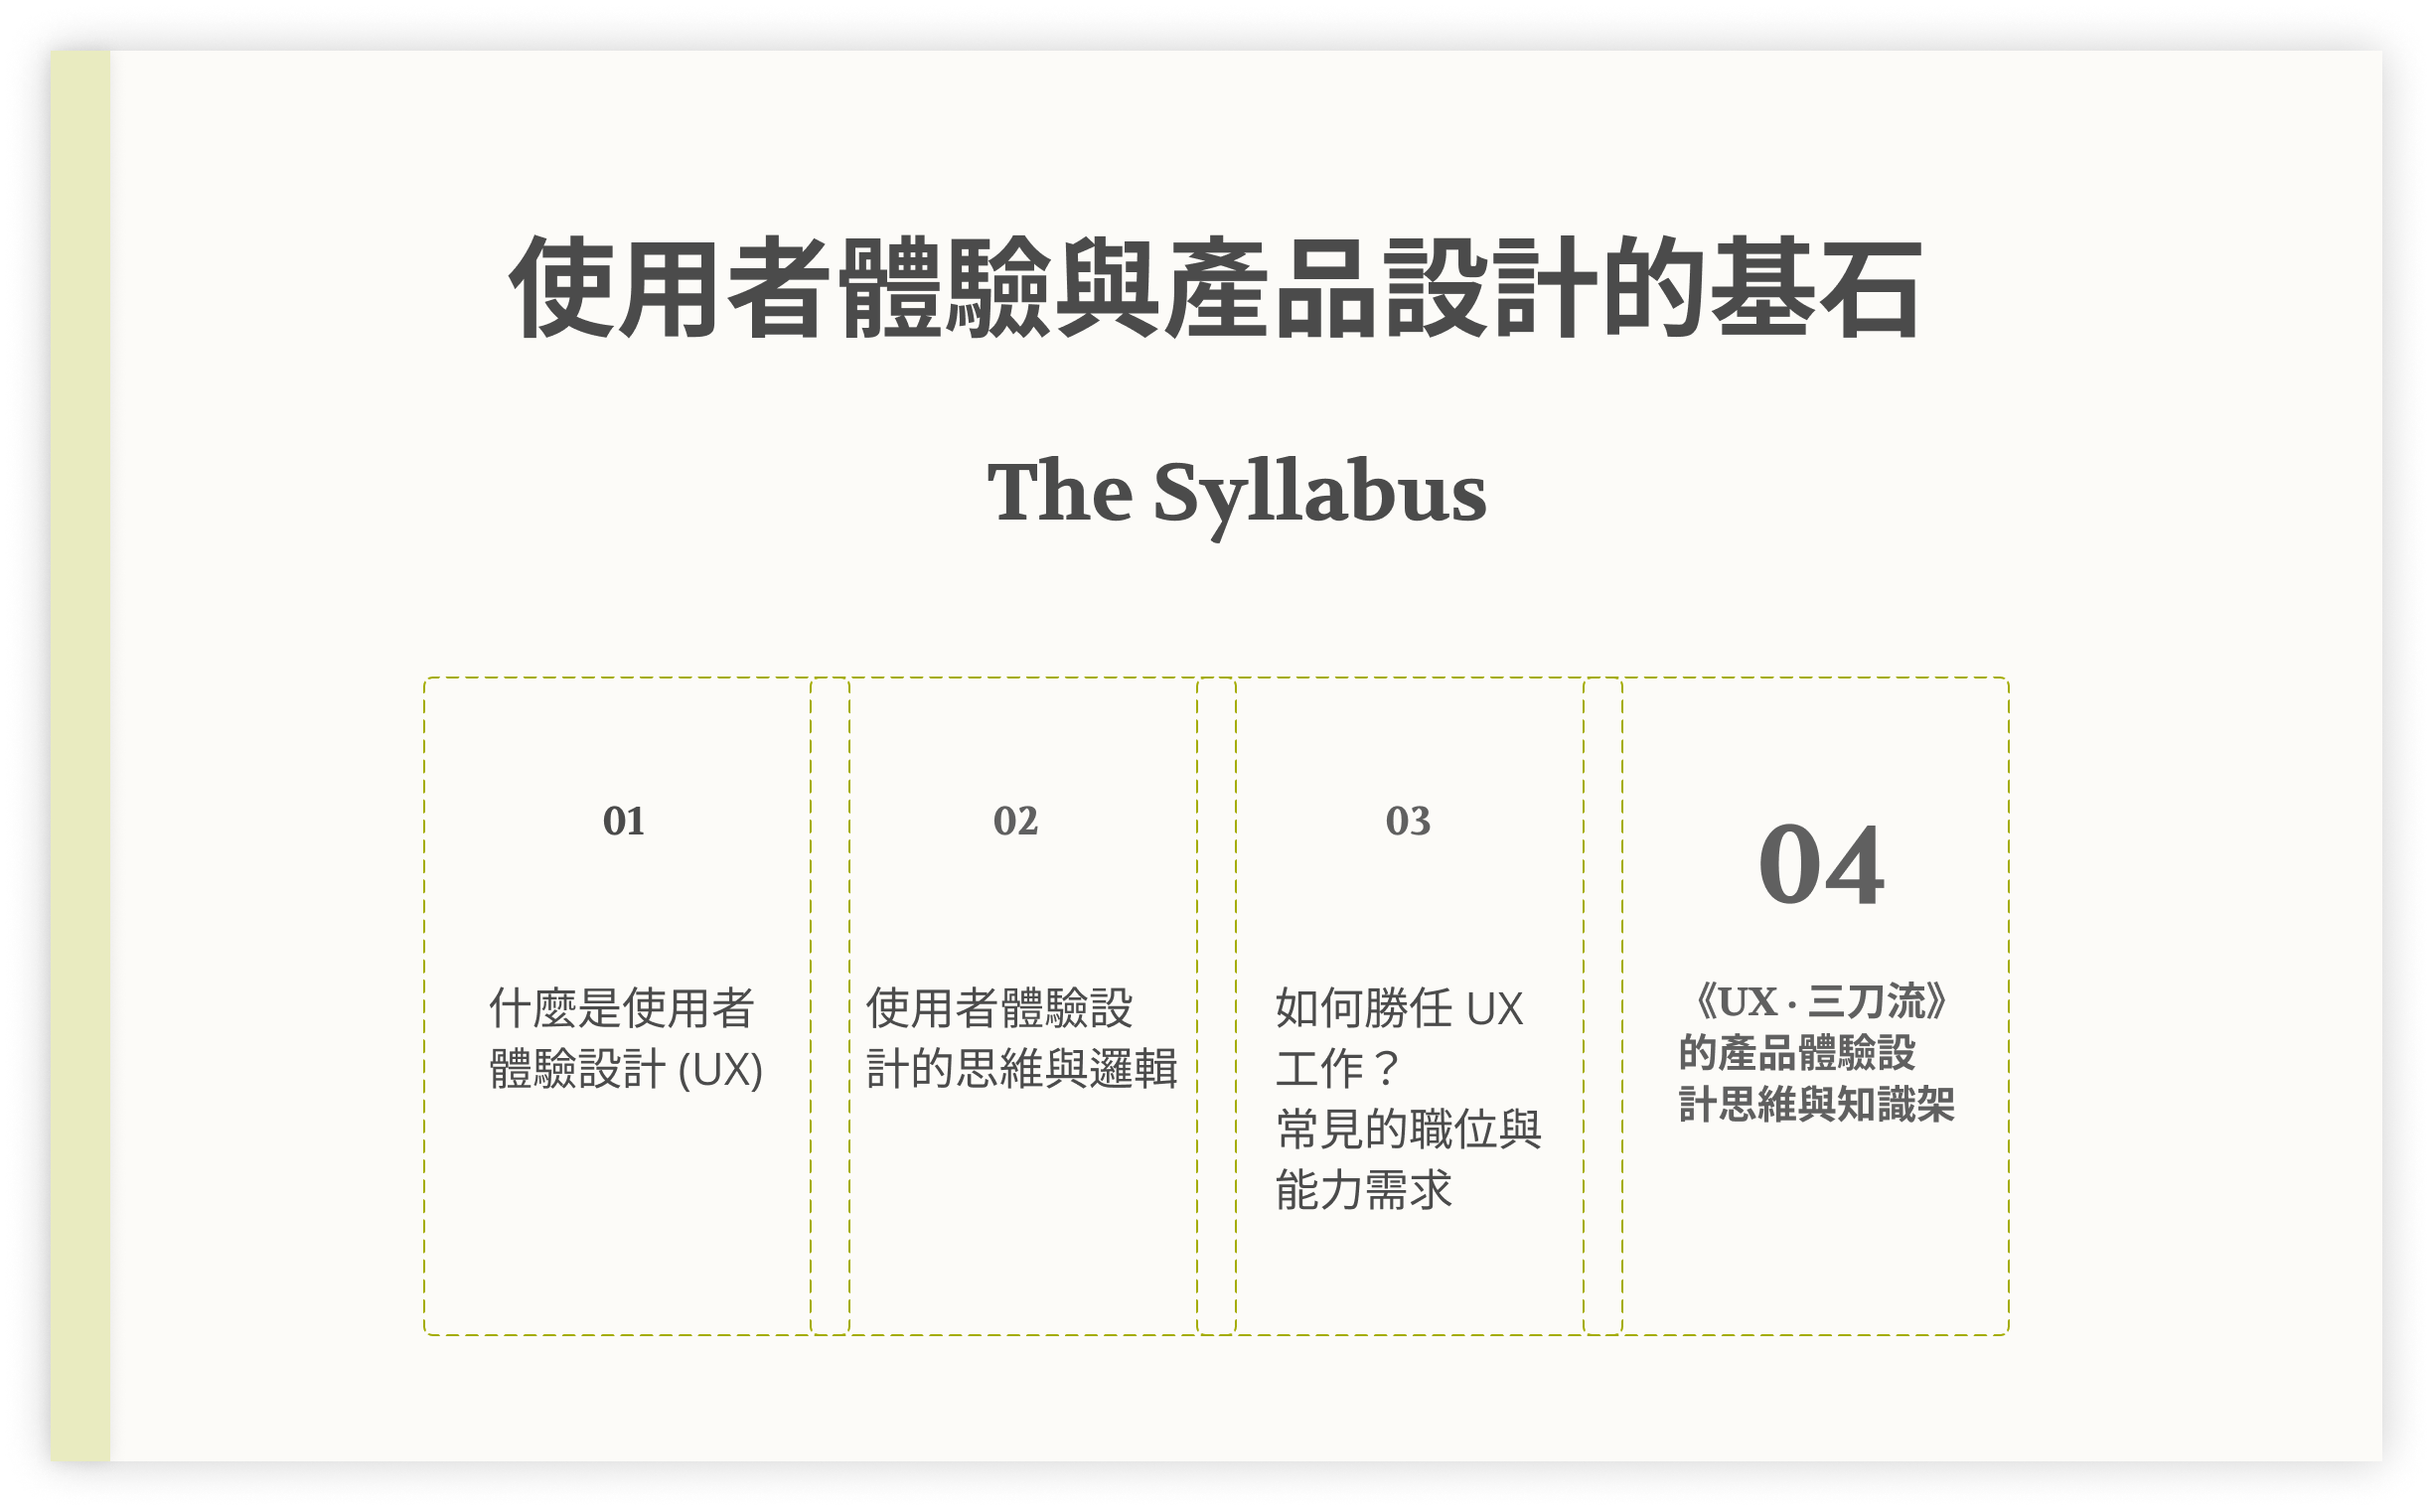 使用者體驗與產品設計的基石
The Syllabus
01
什麼是使用者
體驗設計 (UX)
02
使用者體驗設
計的思維與邏輯
03
如何勝任 UX
工作？
常見的職位與
能力需求
04
《UX · 三刀流》
的產品體驗設
計思維與知識架